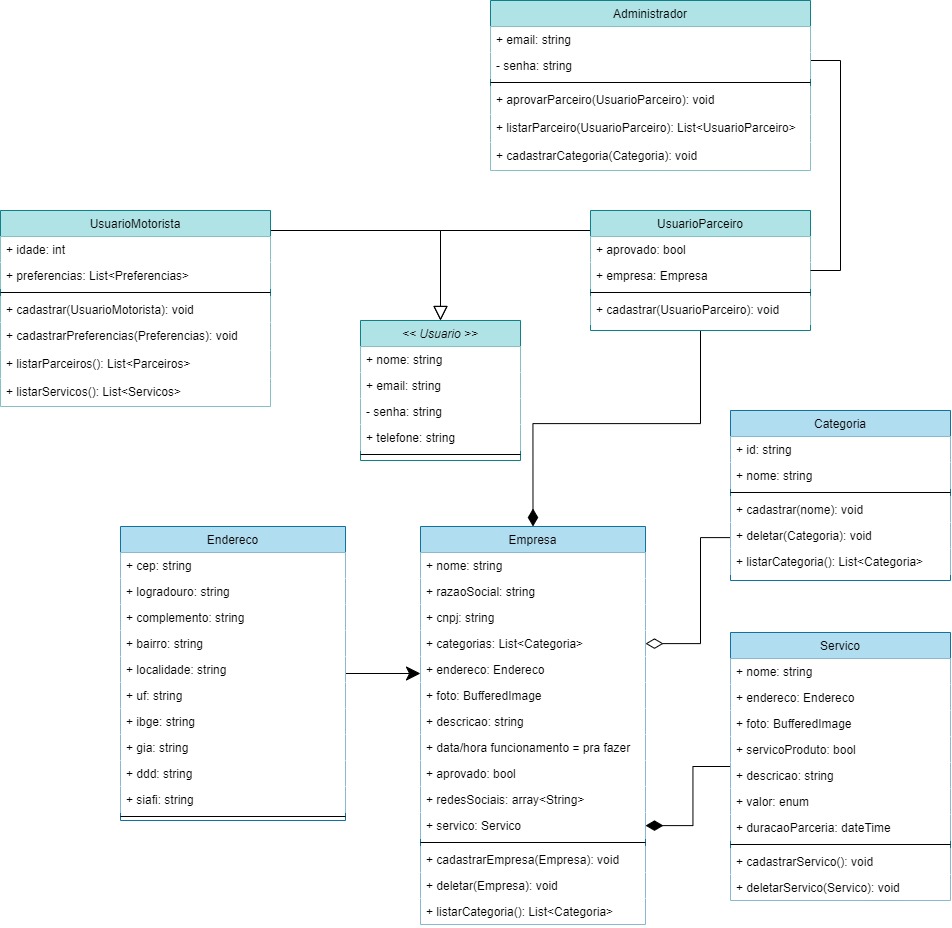 Administrador
+ email: string
- senha: string
+ aprovarParceiro(UsuarioParceiro): void
+ listarParceiro(UsuarioParceiro): List<UsuarioParceiro>
+ cadastrarCategoria(Categoria): void
UsuarioMotorista
+ idade: int
+ preferencias: List<Preferencias>
+ cadastrar(UsuarioMotorista): void
+ cadastrarPreferencias(Preferencias): void
+ listarParceiros(): List<Parceiros>
+ listarServicos(): List<Servicos>
UsuarioParceiro
+ aprovado: bool
+ empresa: Empresa
+ cadastrar(UsuarioParceiro): void
<< Usuario >>
+ nome: string
+ email: string
- senha: string
+ telefone: string
Categoria
+ id: string
+ nome: string
+ cadastrar(nome): void
+ deletar(Categoria): void
+ listarCategoria(): List<Categoria>
Endereco
+ cep: string
+ logradouro: string
+ complemento: string
+ bairro: string
+ localidade: string
+ uf: string
+ ibge: string
+ gia: string
+ ddd: string
+ siafi: string
Empresa
+ nome: string
+ razaoSocial: string
+ cnpj: string
+ categorias: List<Categoria>
+ endereco: Endereco
+ foto: BufferedImage
+ descricao: string
+ data/hora funcionamento = pra fazer
+ aprovado: bool
+ redesSociais: array<String>
+ servico: Servico
+ cadastrarEmpresa(Empresa): void
+ deletar(Empresa): void
+ listarCategoria(): List<Categoria>
Servico
+ nome: string
+ endereco: Endereco
+ foto: BufferedImage
+ servicoProduto: bool
+ descricao: string
+ valor: enum
+ duracaoParceria: dateTime
+ cadastrarServico(): void
+ deletarServico(Servico): void